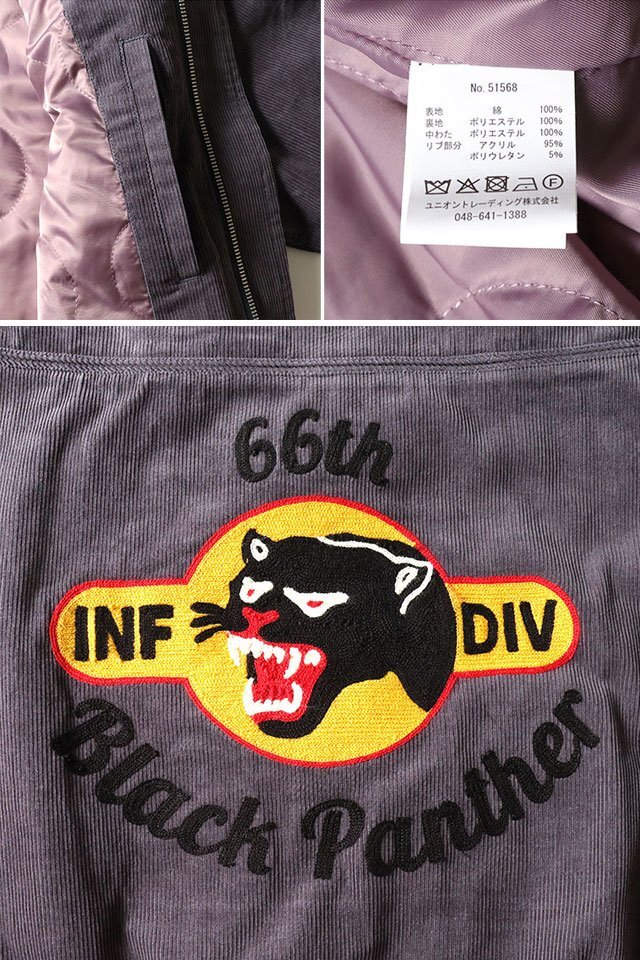 No. 51568
表地 綿 100%
裏地 ポリエステル 100%
中わた ポリエステル 100%
リブ部分 アクリル 95%
ポリウレタン 5%
F
ユニオントレーディング株式会社
048-641-1388
66th
INF DIV
Black Panther